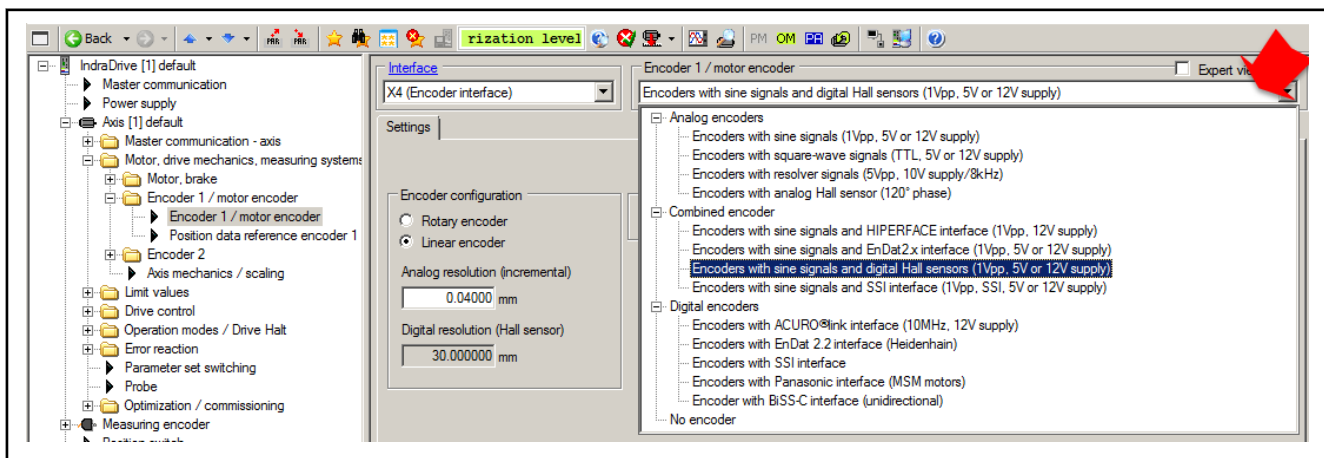 Back
PAR
PAR
rization level
PM
OM
PA
IndraDrive [1] default
Master communication
Power supply
Axis [1] default
Master communication - axis
Motor, drive mechanics, measuring systems
Motor, brake
Encoder 1 / motor encoder
Encoder 1 / motor encoder
Position data reference encoder 1
Encoder 2
Axis mechanics / scaling
Limit values
Drive control
Operation modes / Drive Halt
Error reaction
Parameter set switching
Probe
Optimization / commissioning
Measuring encoder
Position switch
Interface
X4 (Encoder interface)
Settings
Encoder configuration
Rotary encoder
Linear encoder
Analog resolution (incremental)
0.04000 mm
Digital resolution (Hall sensor)
30.000000 mm
Encoder 1 / motor encoder
Expert
Encoders with sine signals and digital Hall sensors (1Vpp, 5V or 12V supply)
Analog encoders
Encoders with sine signals (1Vpp, 5V or 12V supply)
Encoders with square-wave signals (TTL, 5V or 12V supply)
Encoders with resolver signals (5Vpp, 10V supply/8kHz)
Encoders with analog Hall sensor (120° phase)
Combined encoder
Encoders with sine signals and HIPERFACE interface (1Vpp, 12V supply)
Encoders with sine signals and EnDat2.x interface (1Vpp, 5V or 12V supply)
Encoders with sine signals and digital Hall sensors (1Vpp, 5V or 12V supply)
Encoders with sine signals and SSI interface (1Vpp, SSI, 5V or 12V supply)
Digital encoders
Encoders with ACURO®link interface (10MHz, 12V supply)
Encoders with EnDat 2.2 interface (Heidenhain)
Encoders with SSI interface
Encoders with Panasonic interface (MSM motors)
Encoder with BiSS-C interface (unidirectional)
No encoder